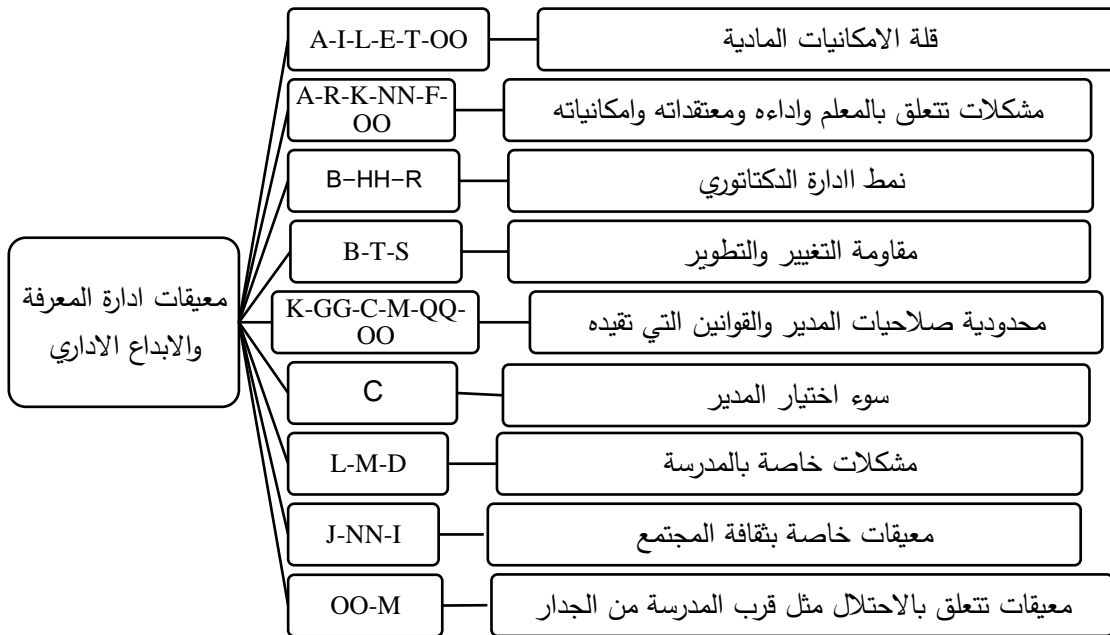 معيقات ادارة المعرفة
والابداع الاداري
A-I-L-E-T-OO
قلة الامكانيات المادية
A-R-K-NN-F-
OO
مشكلات تتعلق بالمعلم واداءه ومعتقداته وامكانياته
B-HH-R
نمط اادارة الدكتاتوري
B-T-S
مقاومة التغيير والتطوير
K-GG-C-M-QQ-
OO
محدودية صلاحيات المدير والقوانين التي تقيده
C
سوء اختيار المدير
L-M-D
مشكلات خاصة بالمدرسة
J-NN-I
معيقات خاصة بثقافة المجتمع
OO-M
معيقات تتعلق بالاحتلال مثل قرب المدرسة من الجدار